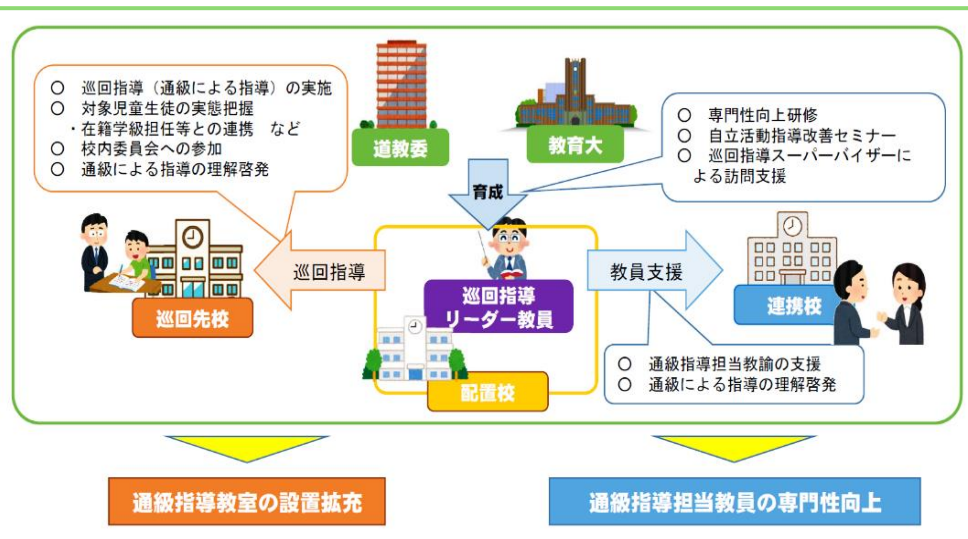 〇 巡回指導（通級による指導）の実施
〇 対象児童生徒の実態把握
・在籍学級担任等との連携 など
〇 校内委員会への参加
〇 通級による指導の理解啓発
道教委
教育大
〇 専門性向上研修
〇 自立活動指導改善セミナー
〇 巡回指導スーパーバイザーに
よる訪問支援
育成
巡回指導
教員支援
巡回先校
巡回指導
リーダー教員
連携校
配置校
〇 通級指導担当教諭の支援
〇 通級による指導の理解啓発
通級指導教室の設置拡充
通級指導担当教員の専門性向上